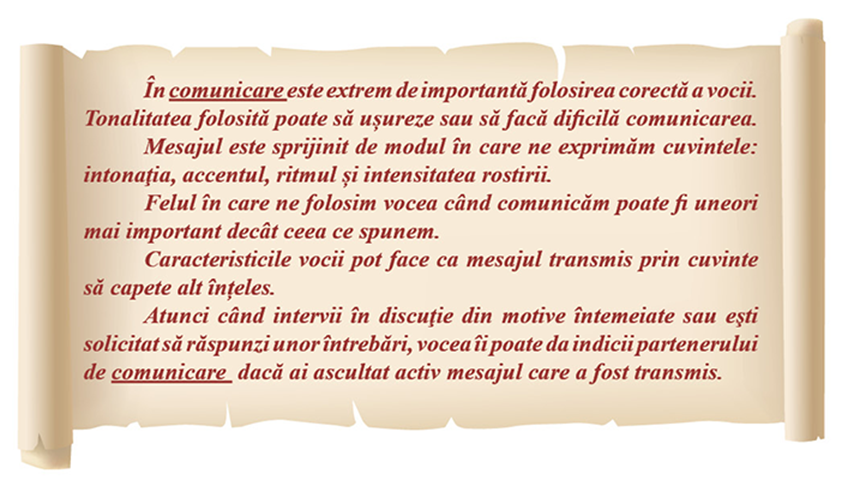 În comunicare este extrem de importantă folosirea corectă a vocii.
Tonalitatea folosită poate să ușureze sau să facă dificilă comunicarea.
Mesajul este sprijinit de modul în care ne exprimăm cuvintele:
intonaţia, accentul, ritmul și intensitatea rostirii.
Felul în care ne folosim vocea când comunicăm poate fi uneori
mai important decât ceea ce spunem.
Caracteristicile vocii pot face ca mesajul transmis prin cuvinte
să capete alt înțeles.
Atunci când intervii în discuţie din motive întemeiate sau eşti
solicitat să răspunzi unor întrebări, vocea îi poate da indicii partenerului
de comunicare dacă ai ascultat activ mesajul care a fost transmis.